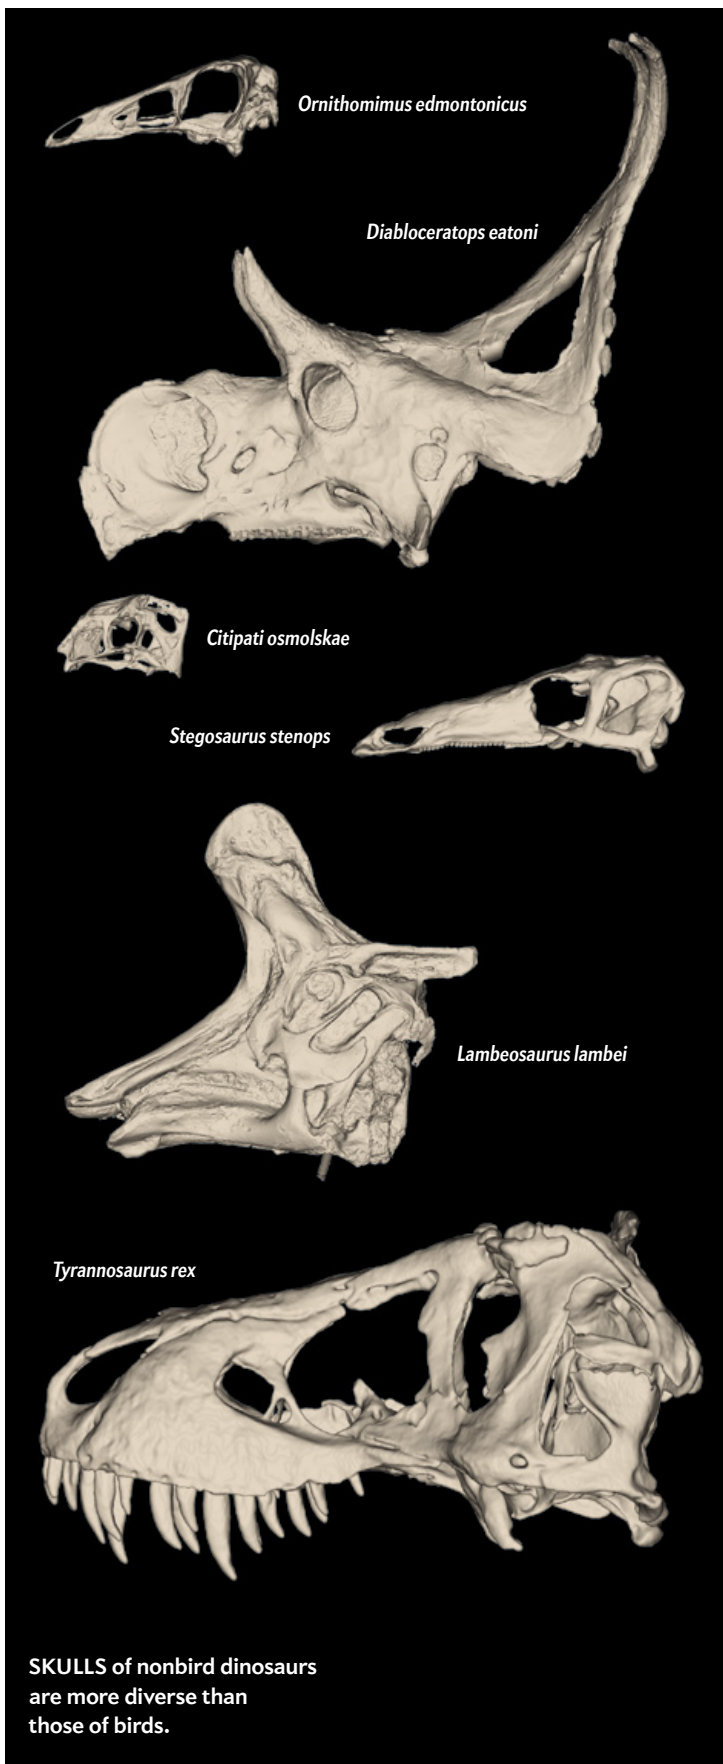 Ornithomimus edmontonicus
Diabloceratops eatoni
Citipati osmolskae
Stegosaurus stenops
Lambeosaurus lambei
Tyrannosaurus rex
SKULLS of nonbird dinosaurs
are more diverse than
those of birds.